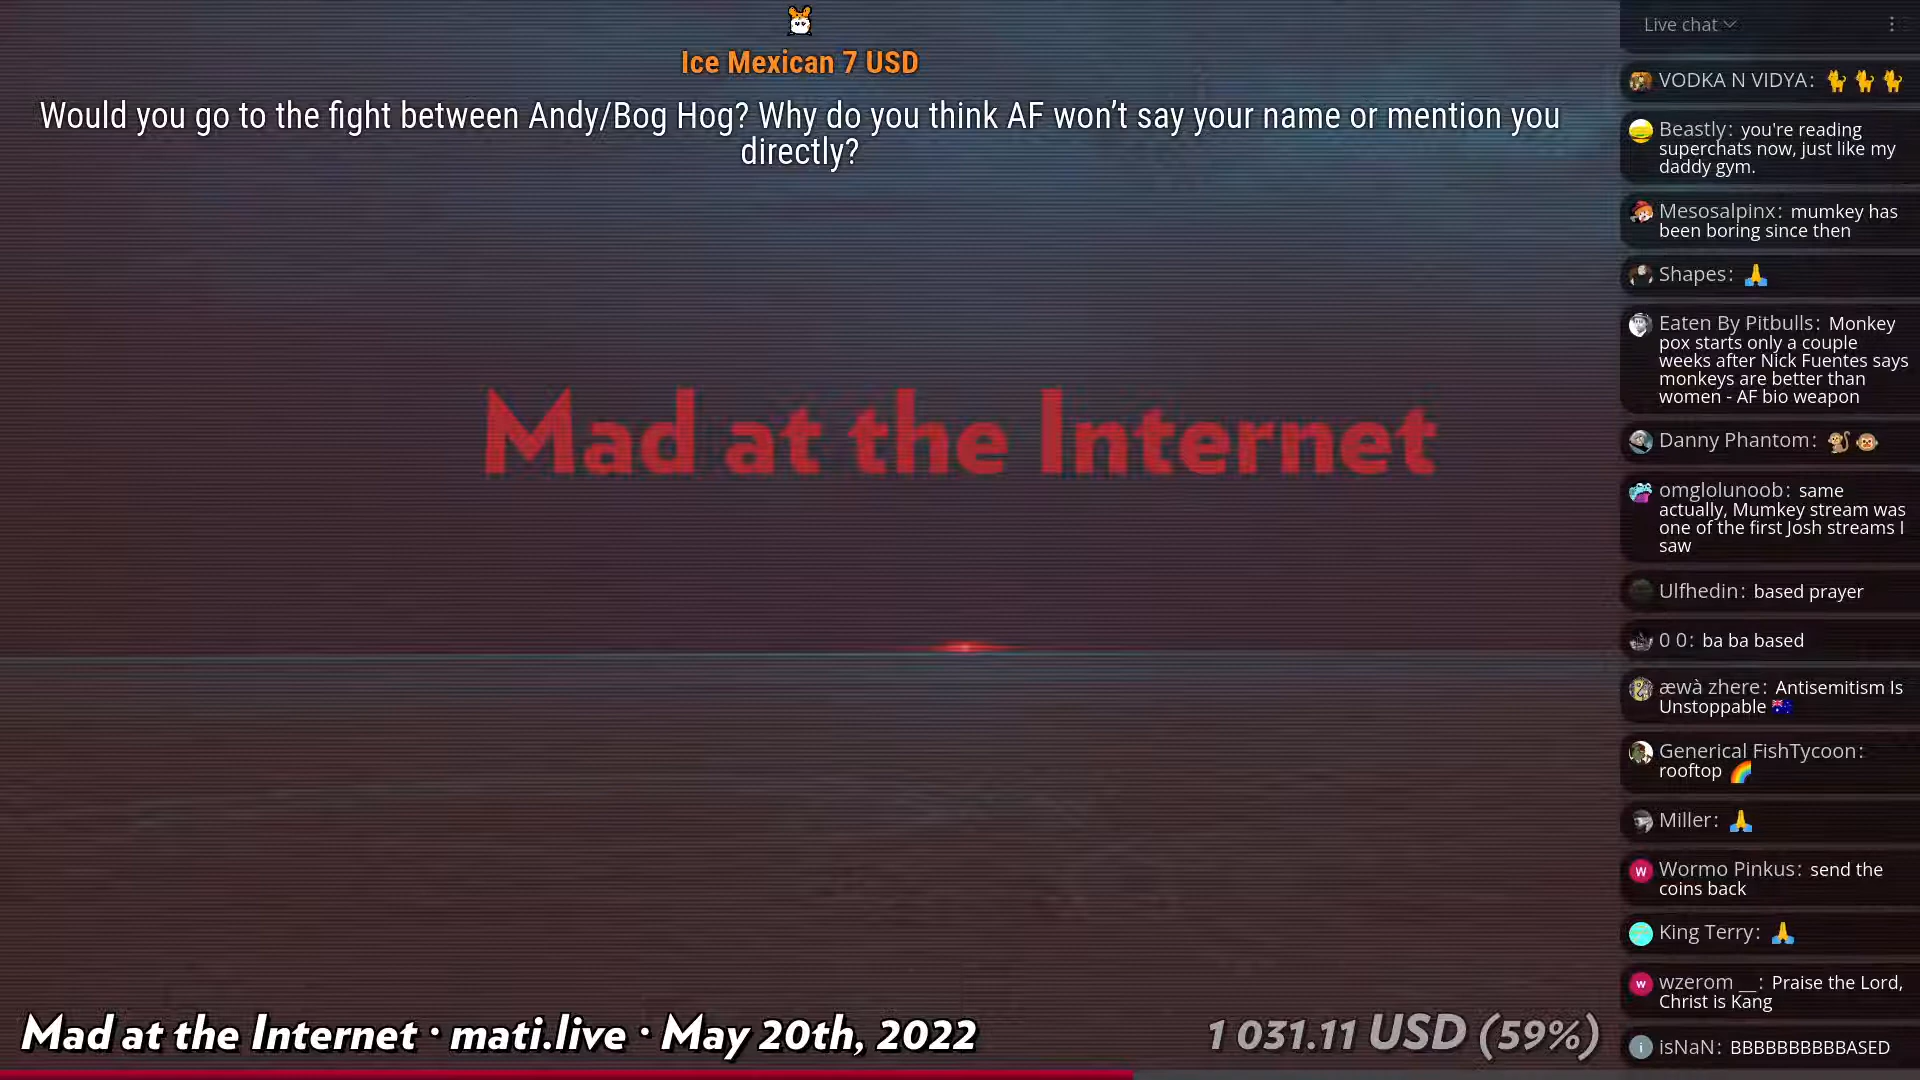 Ice Mexican 7 USD
Would you go to the fight between Andy/Bog Hog? Why do you think AF won’t say your name or mention you
directly?
Mad at the Internet
Mad at the Internet · mati.live · May 20th, 2022
1 031.11 USD (59%)
Live chat
VODKA N VIDYA:
Beastly: you're reading
superchats now, just like my
daddy gym.
Mesosalpinx: mumkey has
been boring since then
Shapes:
Eaten By Pitbulls: Monkey
pox starts only a couple
weeks after Nick Fuentes says
monkeys are better than
women - AF bio weapon
Danny Phantom:
omglolunoob: same
actually, Mumkey stream was
one of the first Josh streams I
saw
Ulfhedin: based prayer
0 0: ba ba based
æwà zhere: Antisemitism Is
Unstoppable
Generical FishTycoon:
rooftop
Miller:
W Wormo Pinkus: send the
coins back
King Terry:
w wzerom __: Praise the Lord,
Christ is Kang
i isNaN: BBBBBBBBBBASED